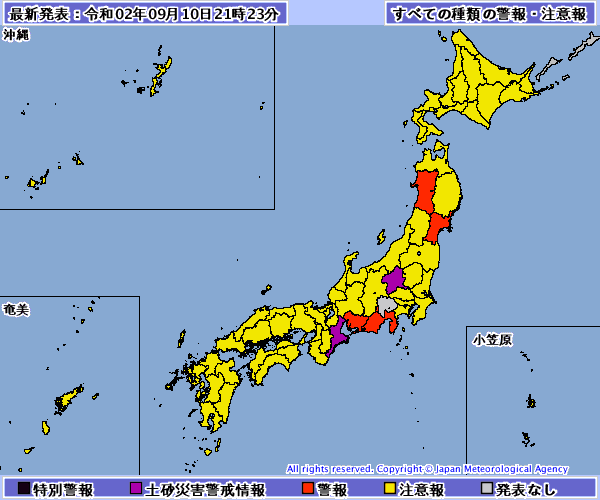 最新発表：令和02年09月10日21時23分
すべての種類の警報・注意報
沖縄
奄美
小笠原
All rights reserved. Copyright © Japan Meteorological Agency
特別警報 土砂災害警戒情報 警報 注意報 発表なし